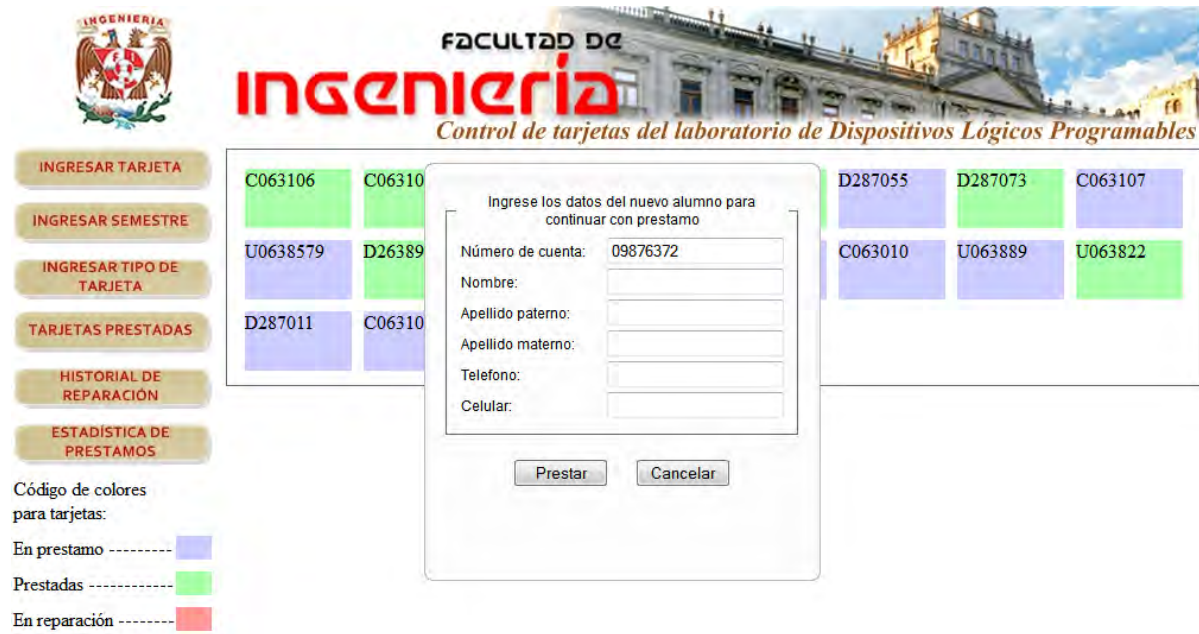 INGENIERIA
FACULTAD DE
INGENIERÍA
Control de tarjetas del laboratorio de Dispositivos Lógicos Programables
INGRESAR TARJETA
INGRESAR SEMESTRE
INGRESAR TIPO DE
TARJETA
TARJETAS PRESTADAS
HISTORIAL DE
REPARACIÓN
ESTADÍSTICA DE
PRESTAMOS
Código de colores
para tarjetas:
En prestamo ---------
Prestadas ------------
En reparación --------
C063106 C06310 D287055 D287073 C063107
U0638579 D26389 C063010 U063889 U063822
D287011 C06310
Ingrese los datos del nuevo alumno para
continuar con prestamo
Número de cuenta: 09876372
Nombre:
Apellido paterno:
Apellido materno:
Telefono:
Celular:
Prestar Cancelar